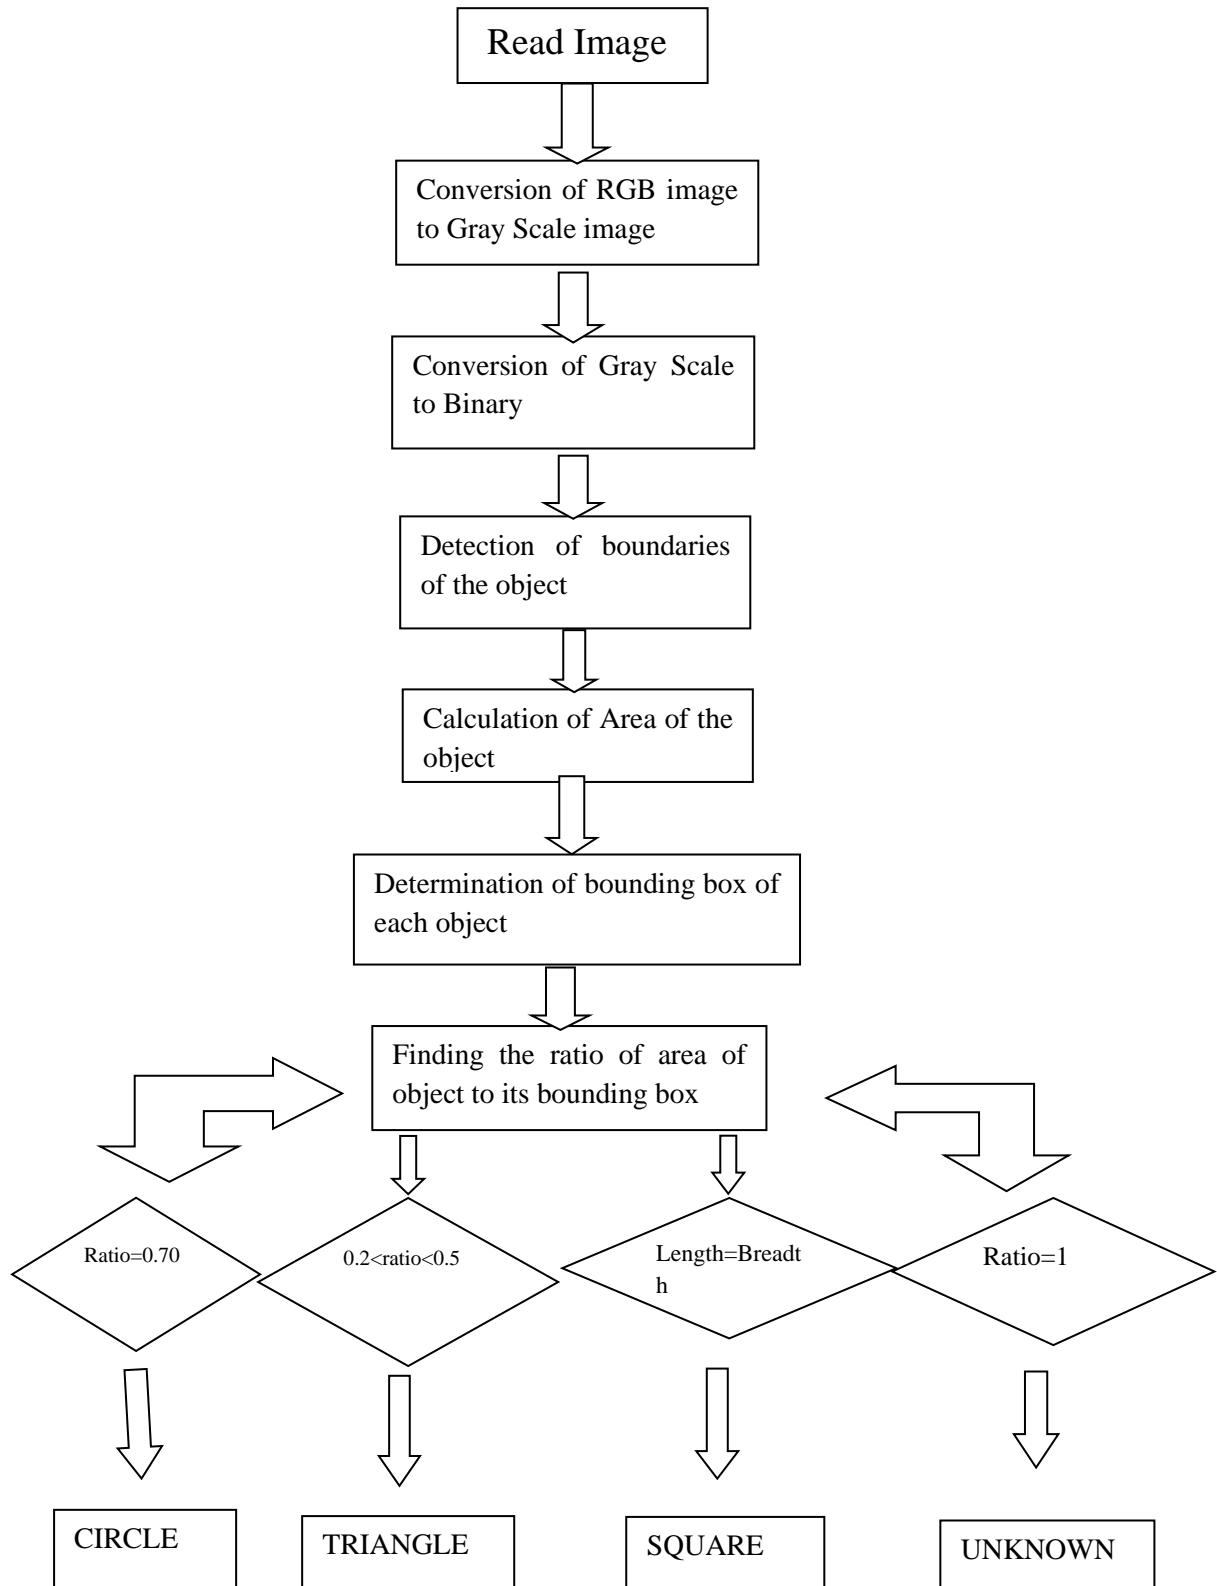 Read Image
Conversion of RGB image
to Gray Scale image
Conversion of Gray Scale
to Binary
Detection of boundaries
of the object
Calculation of Area of the
object
Determination of bounding box of
each object
Finding the ratio of area of
object to its bounding box
Ratio=0.70
0.2<ratio<0.5
Length=Breadt
h
Ratio=1
CIRCLE
TRIANGLE
SQUARE
UNKNOWN